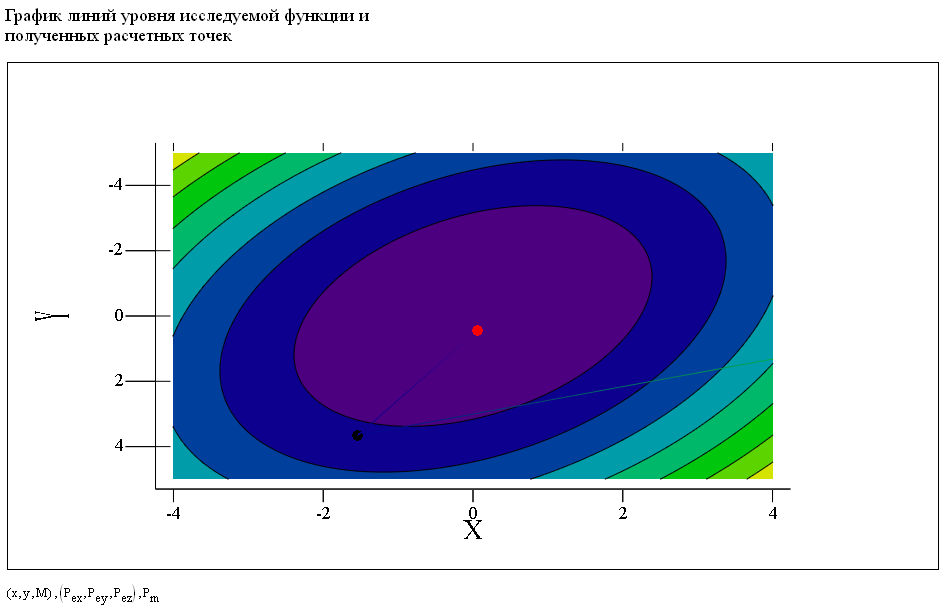 График линий уровня исследуемой функции и
полученных расчетных точек
-4
-2
0
2
4
Y
-4 -2 0 2 4
X
(x,y,M),(Pex,Pey,Pez),Pm